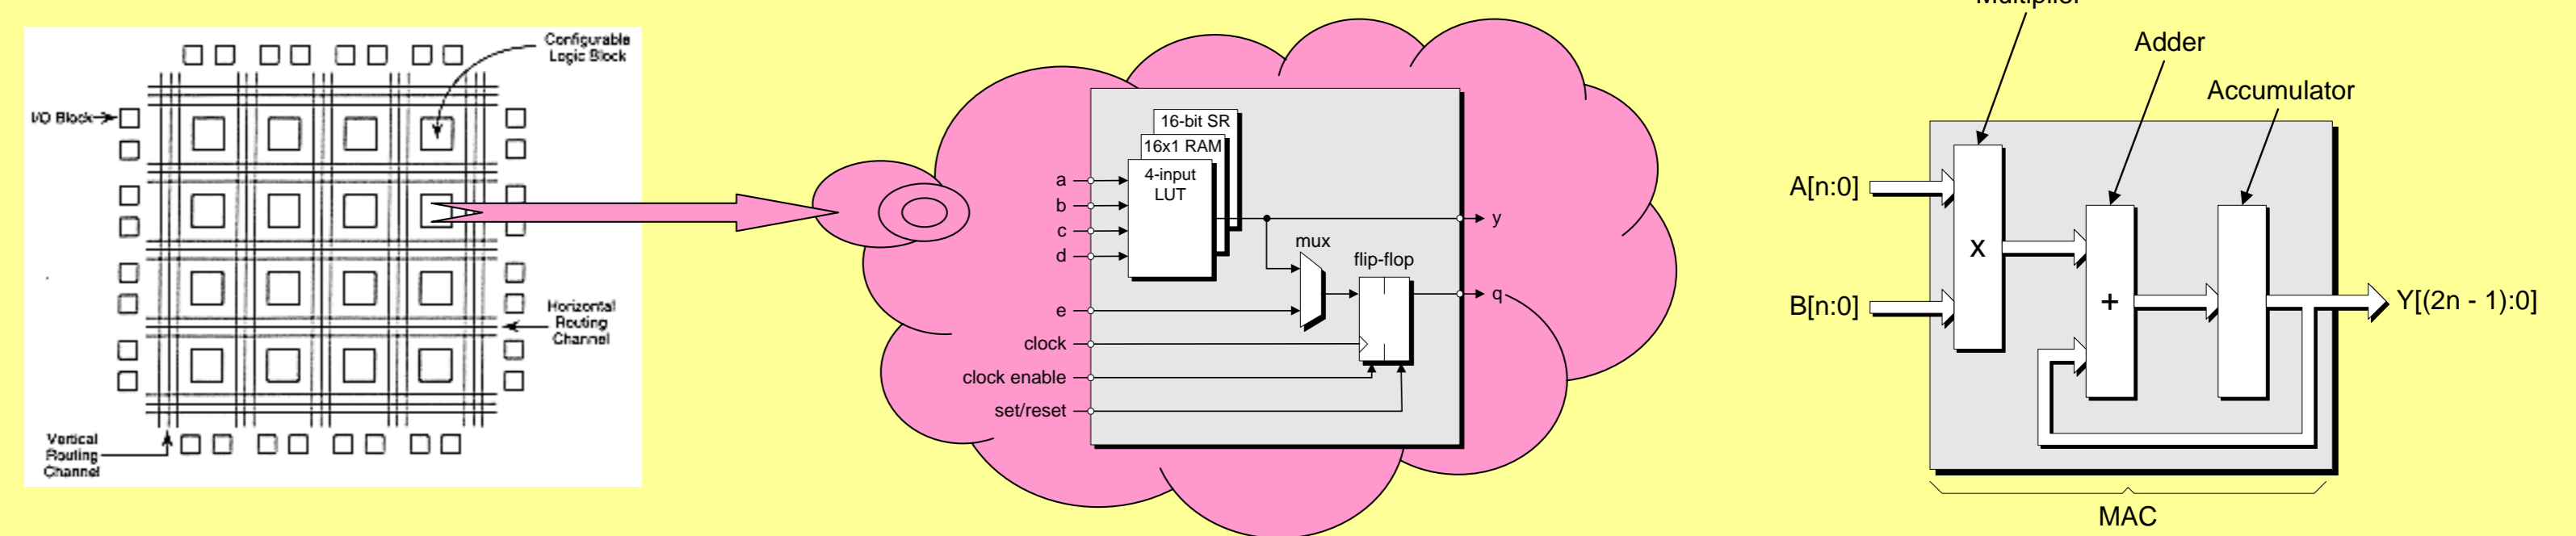 Configurable
Logic Block
I/O Block
Horizontal
Routing
Channel
Vertical
Routing
Channel
16-bit SR
16x1 RAM
4-input
LUT
a
b
c
d
e
clock
clock enable
set/reset
mux
flip-flop
y
q
Adder
Accumulator
A[n:0]
B[n:0]
x
+
Y[(2n - 1):0]
MAC